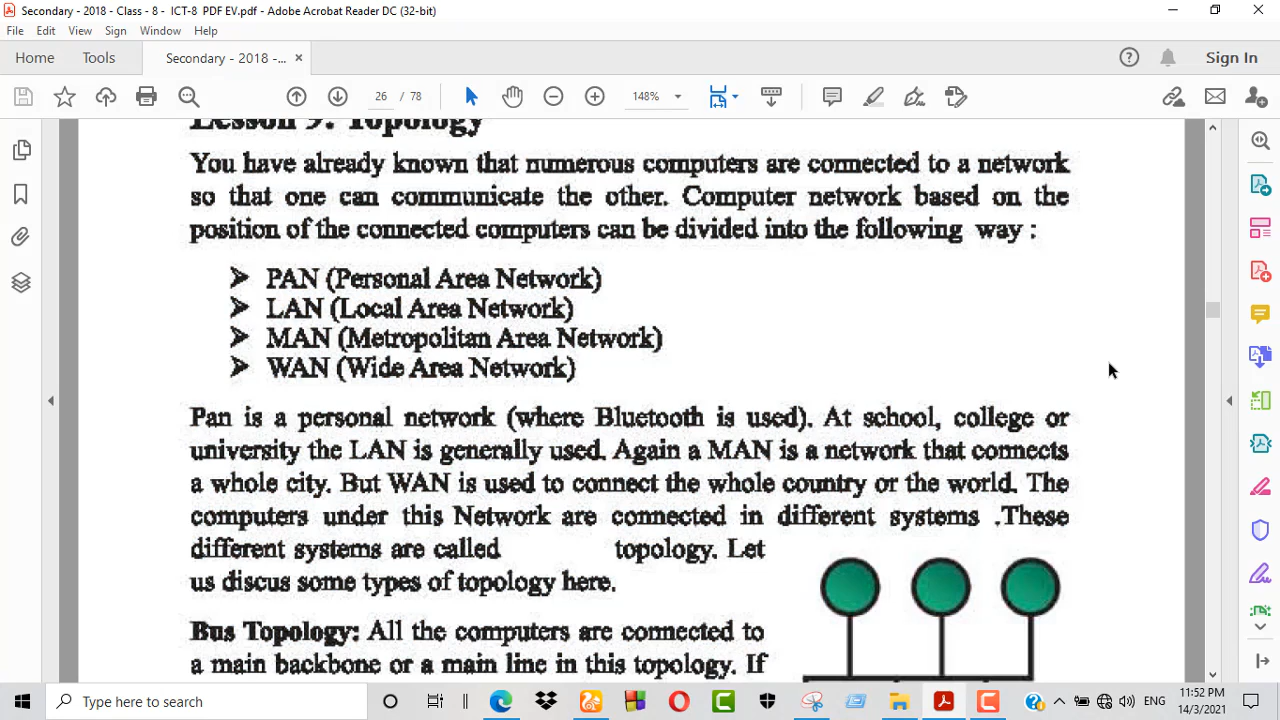 Secondary - 2018 - Class - 8 - ICT-8 PDF EV.pdf - Adobe Acrobat Reader DC (32-bit)
File Edit View Sign Window Help
Home Tools Secondary - 2018 -... × Sign In
26 / 78 148%
Lesson 9: Topology
You have already known that numerous computers are connected to a network
so that one can communicate the other. Computer network based on the
position of the connected computers can be divided into the following way :
➢ PAN (Personal Area Network)
➢ LAN (Local Area Network)
➢ MAN (Metropolitan Area Network)
➢ WAN (Wide Area Network)
Pan is a personal network (where Bluetooth is used). At school, college or
university the LAN is generally used. Again a MAN is a network that connects
a whole city. But WAN is used to connect the whole country or the world. The
computers under this Network are connected in different systems .These
different systems are called topology. Let
us discus some types of topology here.
Bus Topology: All the computers are connected to
a main backbone or a main line in this topology. If
Type here to search
ENG
11:52 PM
14/3/2021